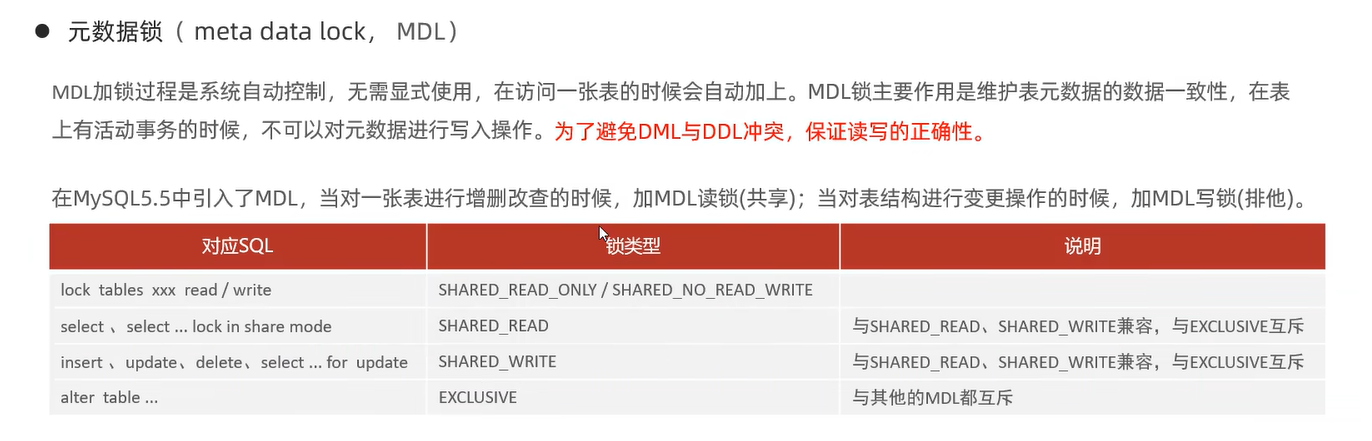 ● 元数据锁（ meta data lock， MDL）
MDL加锁过程是系统自动控制，无需显式使用，在访问一张表的时候会自动加上。MDL锁主要作用是维护表元数据的数据一致性，在表
上有活动事务的时候，不可以对元数据进行写入操作。为了避免DML与DDL冲突，保证读写的正确性。
在MySQL5.5中引入了MDL，当对一张表进行增删改查的时候，加MDL读锁(共享)；当对表结构进行变更操作的时候，加MDL写锁(排他)。
对应SQL 锁类型 说明
lock tables xxx read / write SHARED_READ_ONLY / SHARED_NO_READ_WRITE
select 、select ... lock in share mode SHARED_READ 与SHARED_READ、SHARED_WRITE兼容，与EXCLUSIVE互斥
insert 、update、delete、select ... for update SHARED_WRITE 与SHARED_READ、SHARED_WRITE兼容，与EXCLUSIVE互斥
alter table ... EXCLUSIVE 与其他的MDL都互斥